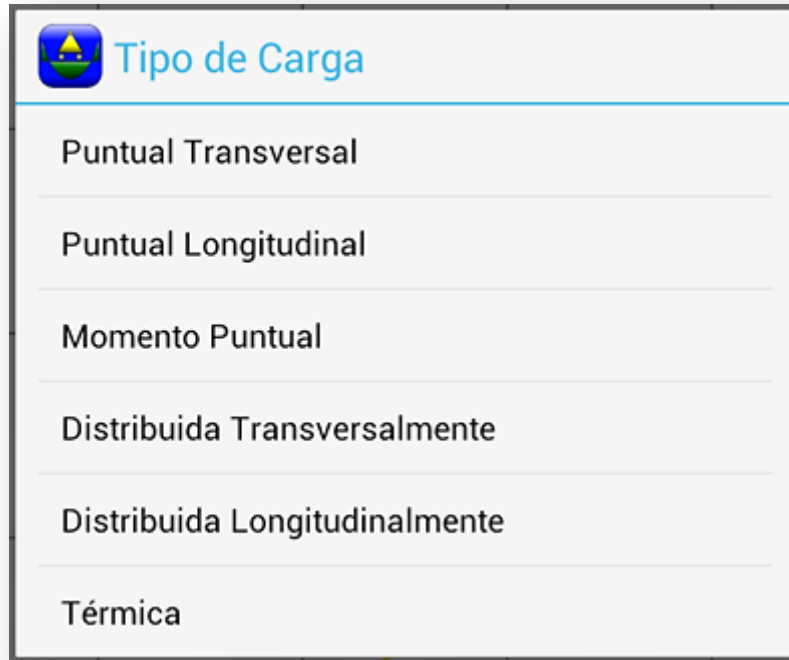 Tipo de Carga
Puntual Transversal
Puntual Longitudinal
Momento Puntual
Distribuida Transversalmente
Distribuida Longitudinalmente
Térmica